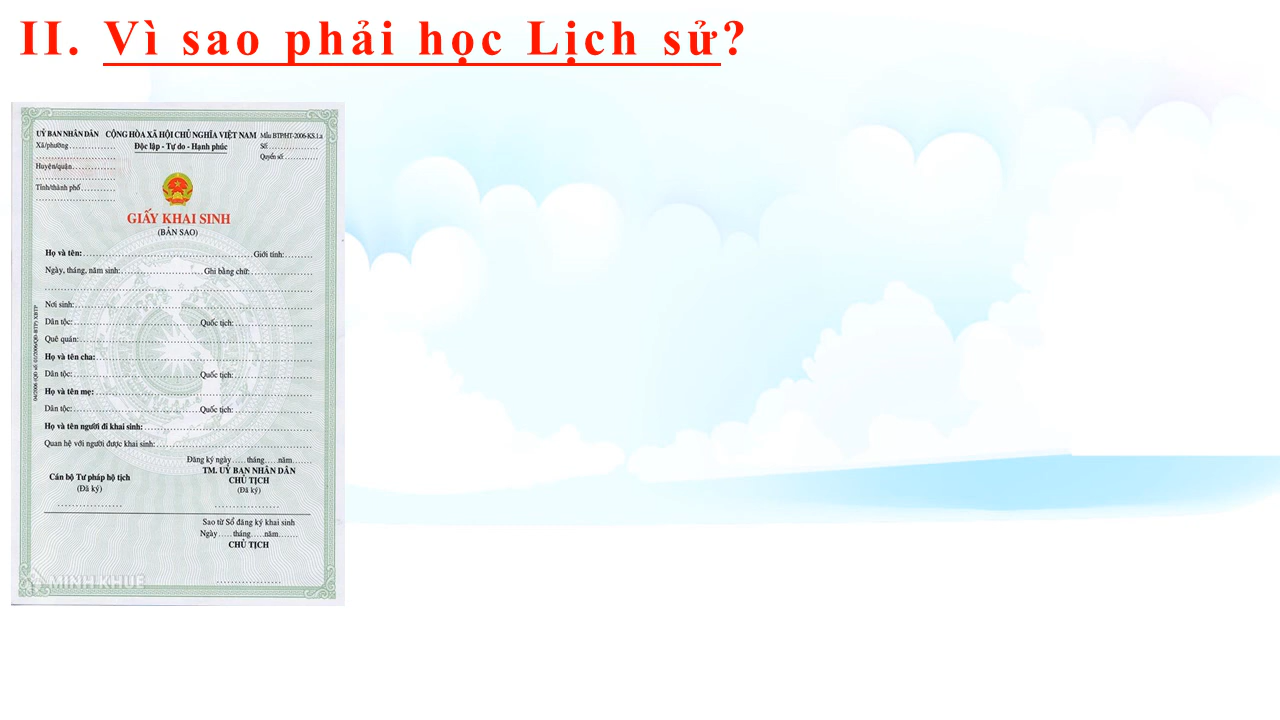 II. Vì sao phải học Lịch sử?
UỶ BAN NHÂN DÂN CỘNG HÒA XÃ HỘI CHỦ NGHĨA VIỆT NAM Mẫu BTP/HT-2006-KS.1.a
Xã/phường.............. Độc lập - Tự do - Hạnh phúc Số..............
Quyển số:..............
Huyện/quận..............
Tỉnh/thành phố..............
GIẤY KHAI SINH
(BẢN SAO)
Họ và tên:..............Giới tính:........
Ngày, tháng, năm sinh:..............Ghi bằng chữ:..............
Nơi sinh:..............
Dân tộc:..............Quốc tịch:..............
Quê quán:..............
Họ và tên cha:..............
Dân tộc:..............Quốc tịch:..............
Họ và tên mẹ:..............
Dân tộc:..............Quốc tịch:..............
Họ và tên người đi khai sinh:..............
Quan hệ với người được khai sinh:..............
Đăng ký ngày.....tháng.....năm.......
TM. UỶ BAN NHÂN DÂN
Cán bộ Tư pháp hộ tịch CHỦ TỊCH
(Đã ký) (Đã ký)
Sao từ Sổ đăng ký khai sinh
Ngày.....tháng.....năm.......
CHỦ TỊCH
MINH KHUE